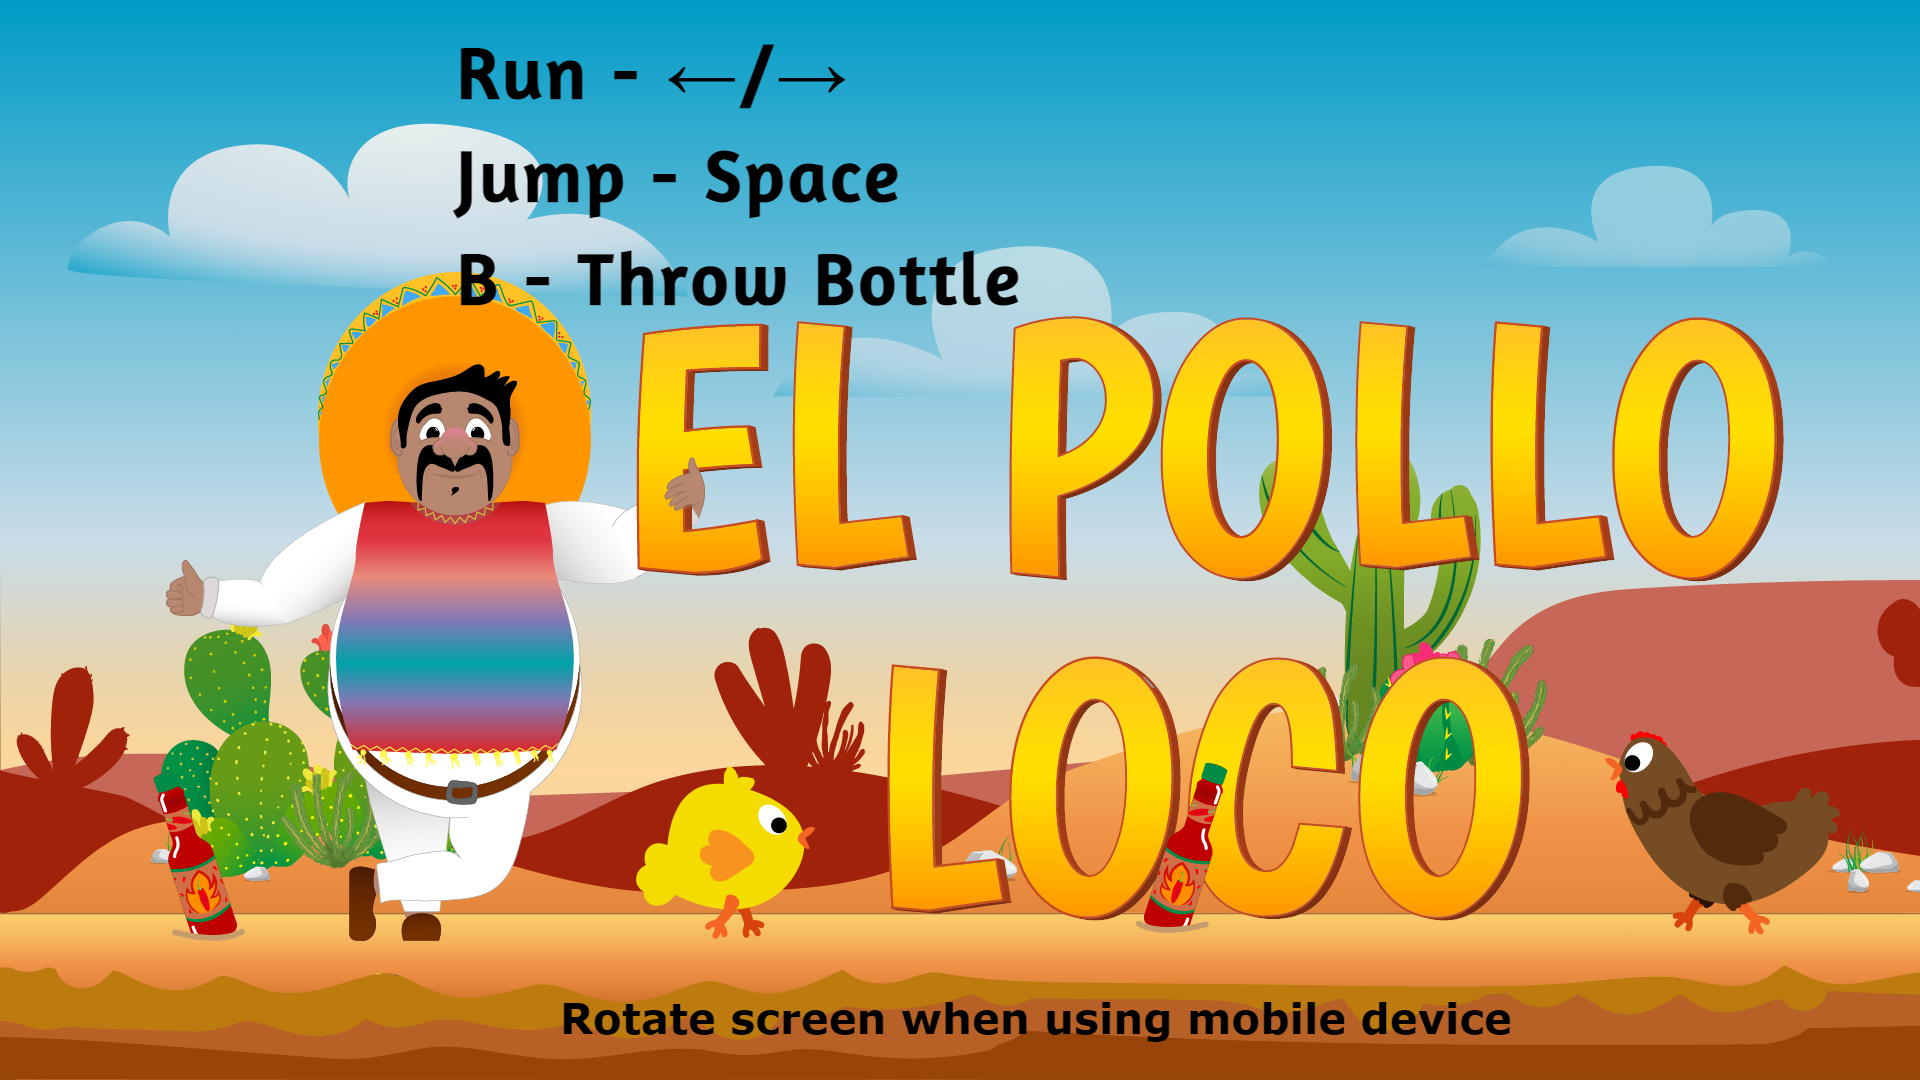 Run - ←/→
Jump - Space
B - Throw Bottle
EL POLLO
LOCO
Rotate screen when using mobile device